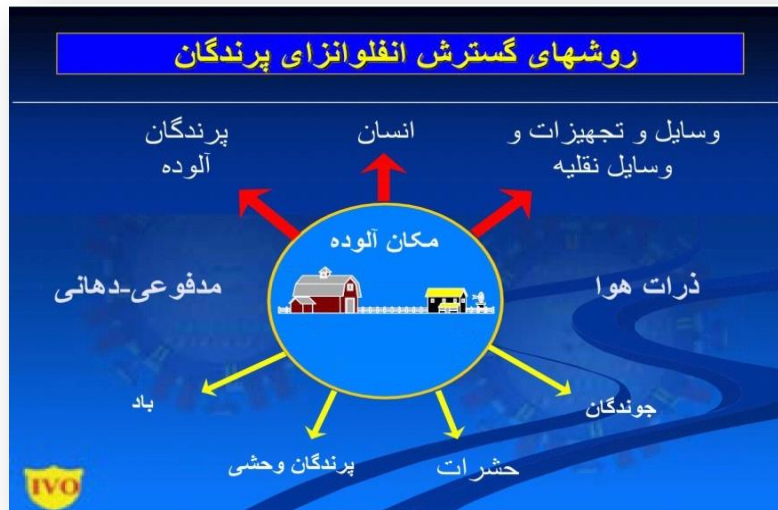 روشهای گسترش انفلوانزای پرندگان
وسایل و تجهیزات و
وسایل نقلیه
انسان
پرندگان
آلوده
مکان آلوده
ذرات هوا
مدفوعی-دهانی
جوندگان
حشرات
پرندگان وحشی
باد
IVO